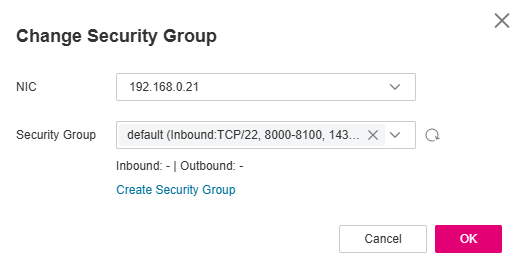 Change Security Group
NIC
192.168.0.21
Security Group
default (Inbound:TCP/22, 8000-8100, 143...
Inbound: - | Outbound: -
Create Security Group
Cancel
OK